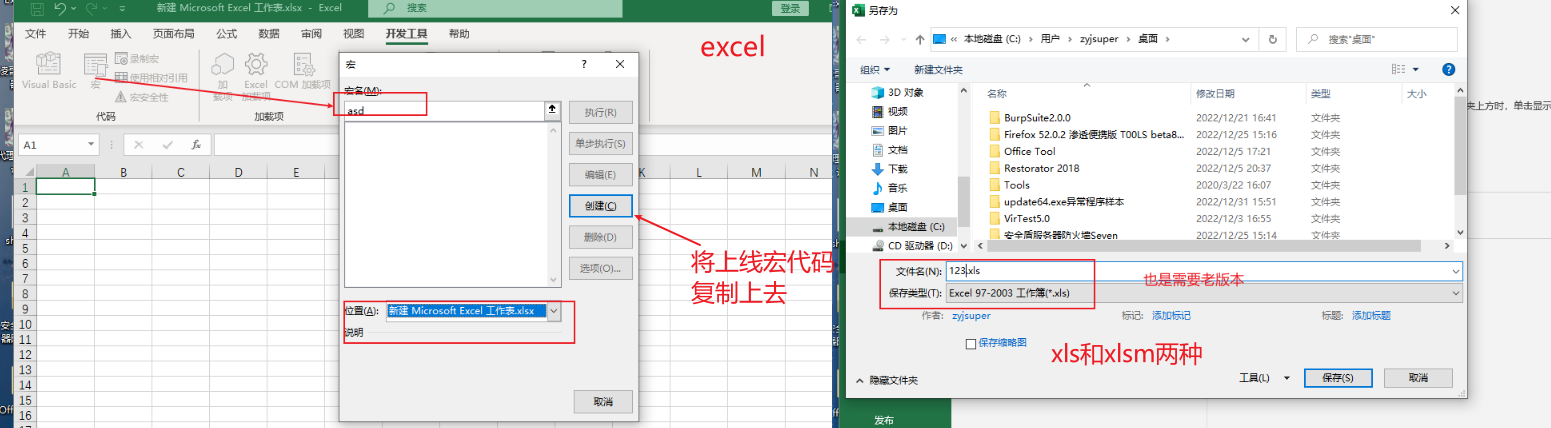 新建 Microsoft Excel 工作表.xlsx - Excel
搜索
登录
文件 开始 插入 页面布局 公式 数据 审阅 视图 开发工具 帮助
Visual Basic
宏
录制宏
使用相对引用
宏安全性
代码
加载项
Excel 加载项
COM 加载项
加载项
excel
A1
fx
A B C D E K L M N
1
2
3
4
5
6
7
8
9
10
11
12
13
14
15
16
宏
宏名(M):
asd
执行(R)
单步执行(S)
编辑(E)
创建(C)
删除(D)
选项(O)...
位置(A): 新建 Microsoft Excel 工作表.xlsx
说明
取消
将上线宏代码
复制上去
另存为
« 本地磁盘 (C:) › 用户 › zyjsuper › 桌面 ›
搜索"桌面"
组织 新建文件夹
3D 对象
视频
图片
文档
下载
音乐
桌面
本地磁盘 (C:)
CD 驱动器 (D:)
名称 修改日期 类型 大小
BurpSuite2.0.0 2022/12/21 16:41 文件夹
Firefox 52.0.2 渗透便携版 T00LS beta8... 2022/12/25 15:16 文件夹
Office Tool 2022/12/5 17:21 文件夹
Restorator 2018 2022/12/5 20:37 文件夹
Tools 2020/3/22 16:07 文件夹
update64.exe异常程序样本 2022/12/31 15:51 文件夹
VirTest5.0 2022/12/3 16:55 文件夹
安全盾服务器防火墙Seven 2022/12/25 15:14 文件夹
文件名(N): 123.xls
保存类型(T): Excel 97-2003 工作簿(*.xls)
也是需要老版本
作者: zyjsuper 标记: 添加标记 标题: 添加标题
保存缩略图
xls和xlsm两种
隐藏文件夹
工具(L) 保存(S) 取消
夹上方时，单击显示
发布